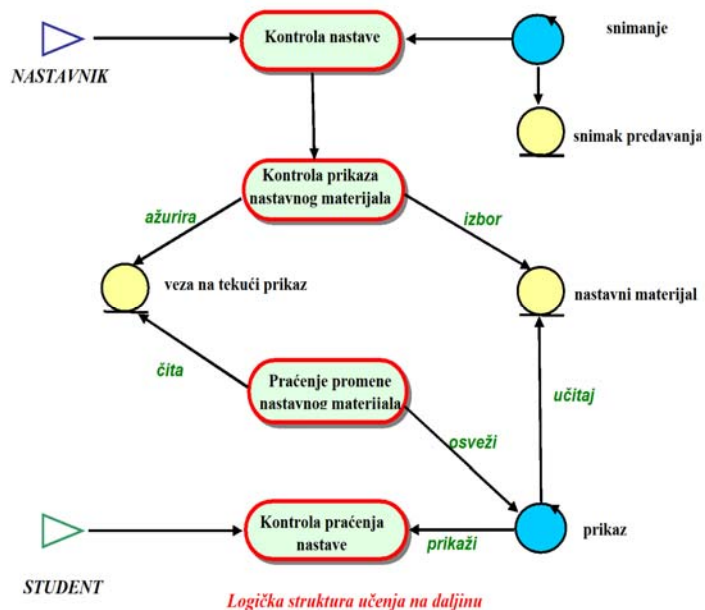 Kontrola nastave
snimanje
NASTAVNIK
snimak predavanja
Kontrola prikaza
nastavnog materijala
ažurira
izbor
veza na tekući prikaz
nastavni materijal
čita
Praćenje promene
nastavnog materijala
učitaj
osveži
Kontrola praćenja
nastave
prikaži
prikaz
STUDENT
Logička struktura učenja na daljinu